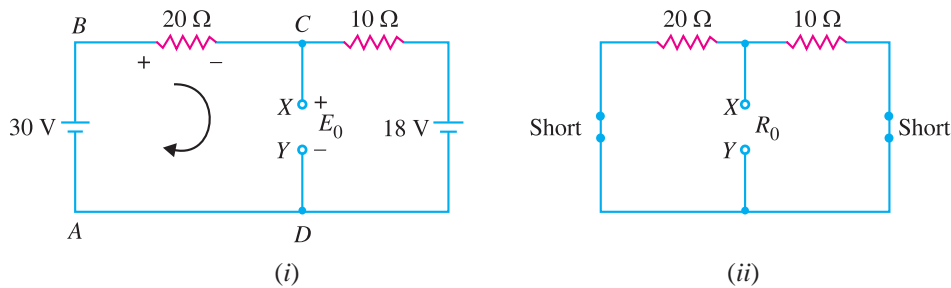 20 Ω
10 Ω
B
C
+
−
X
+
E0
30 V
18 V
Y
−
A
D
(i)
20 Ω
10 Ω
X
R0
Short
Short
Y
(ii)